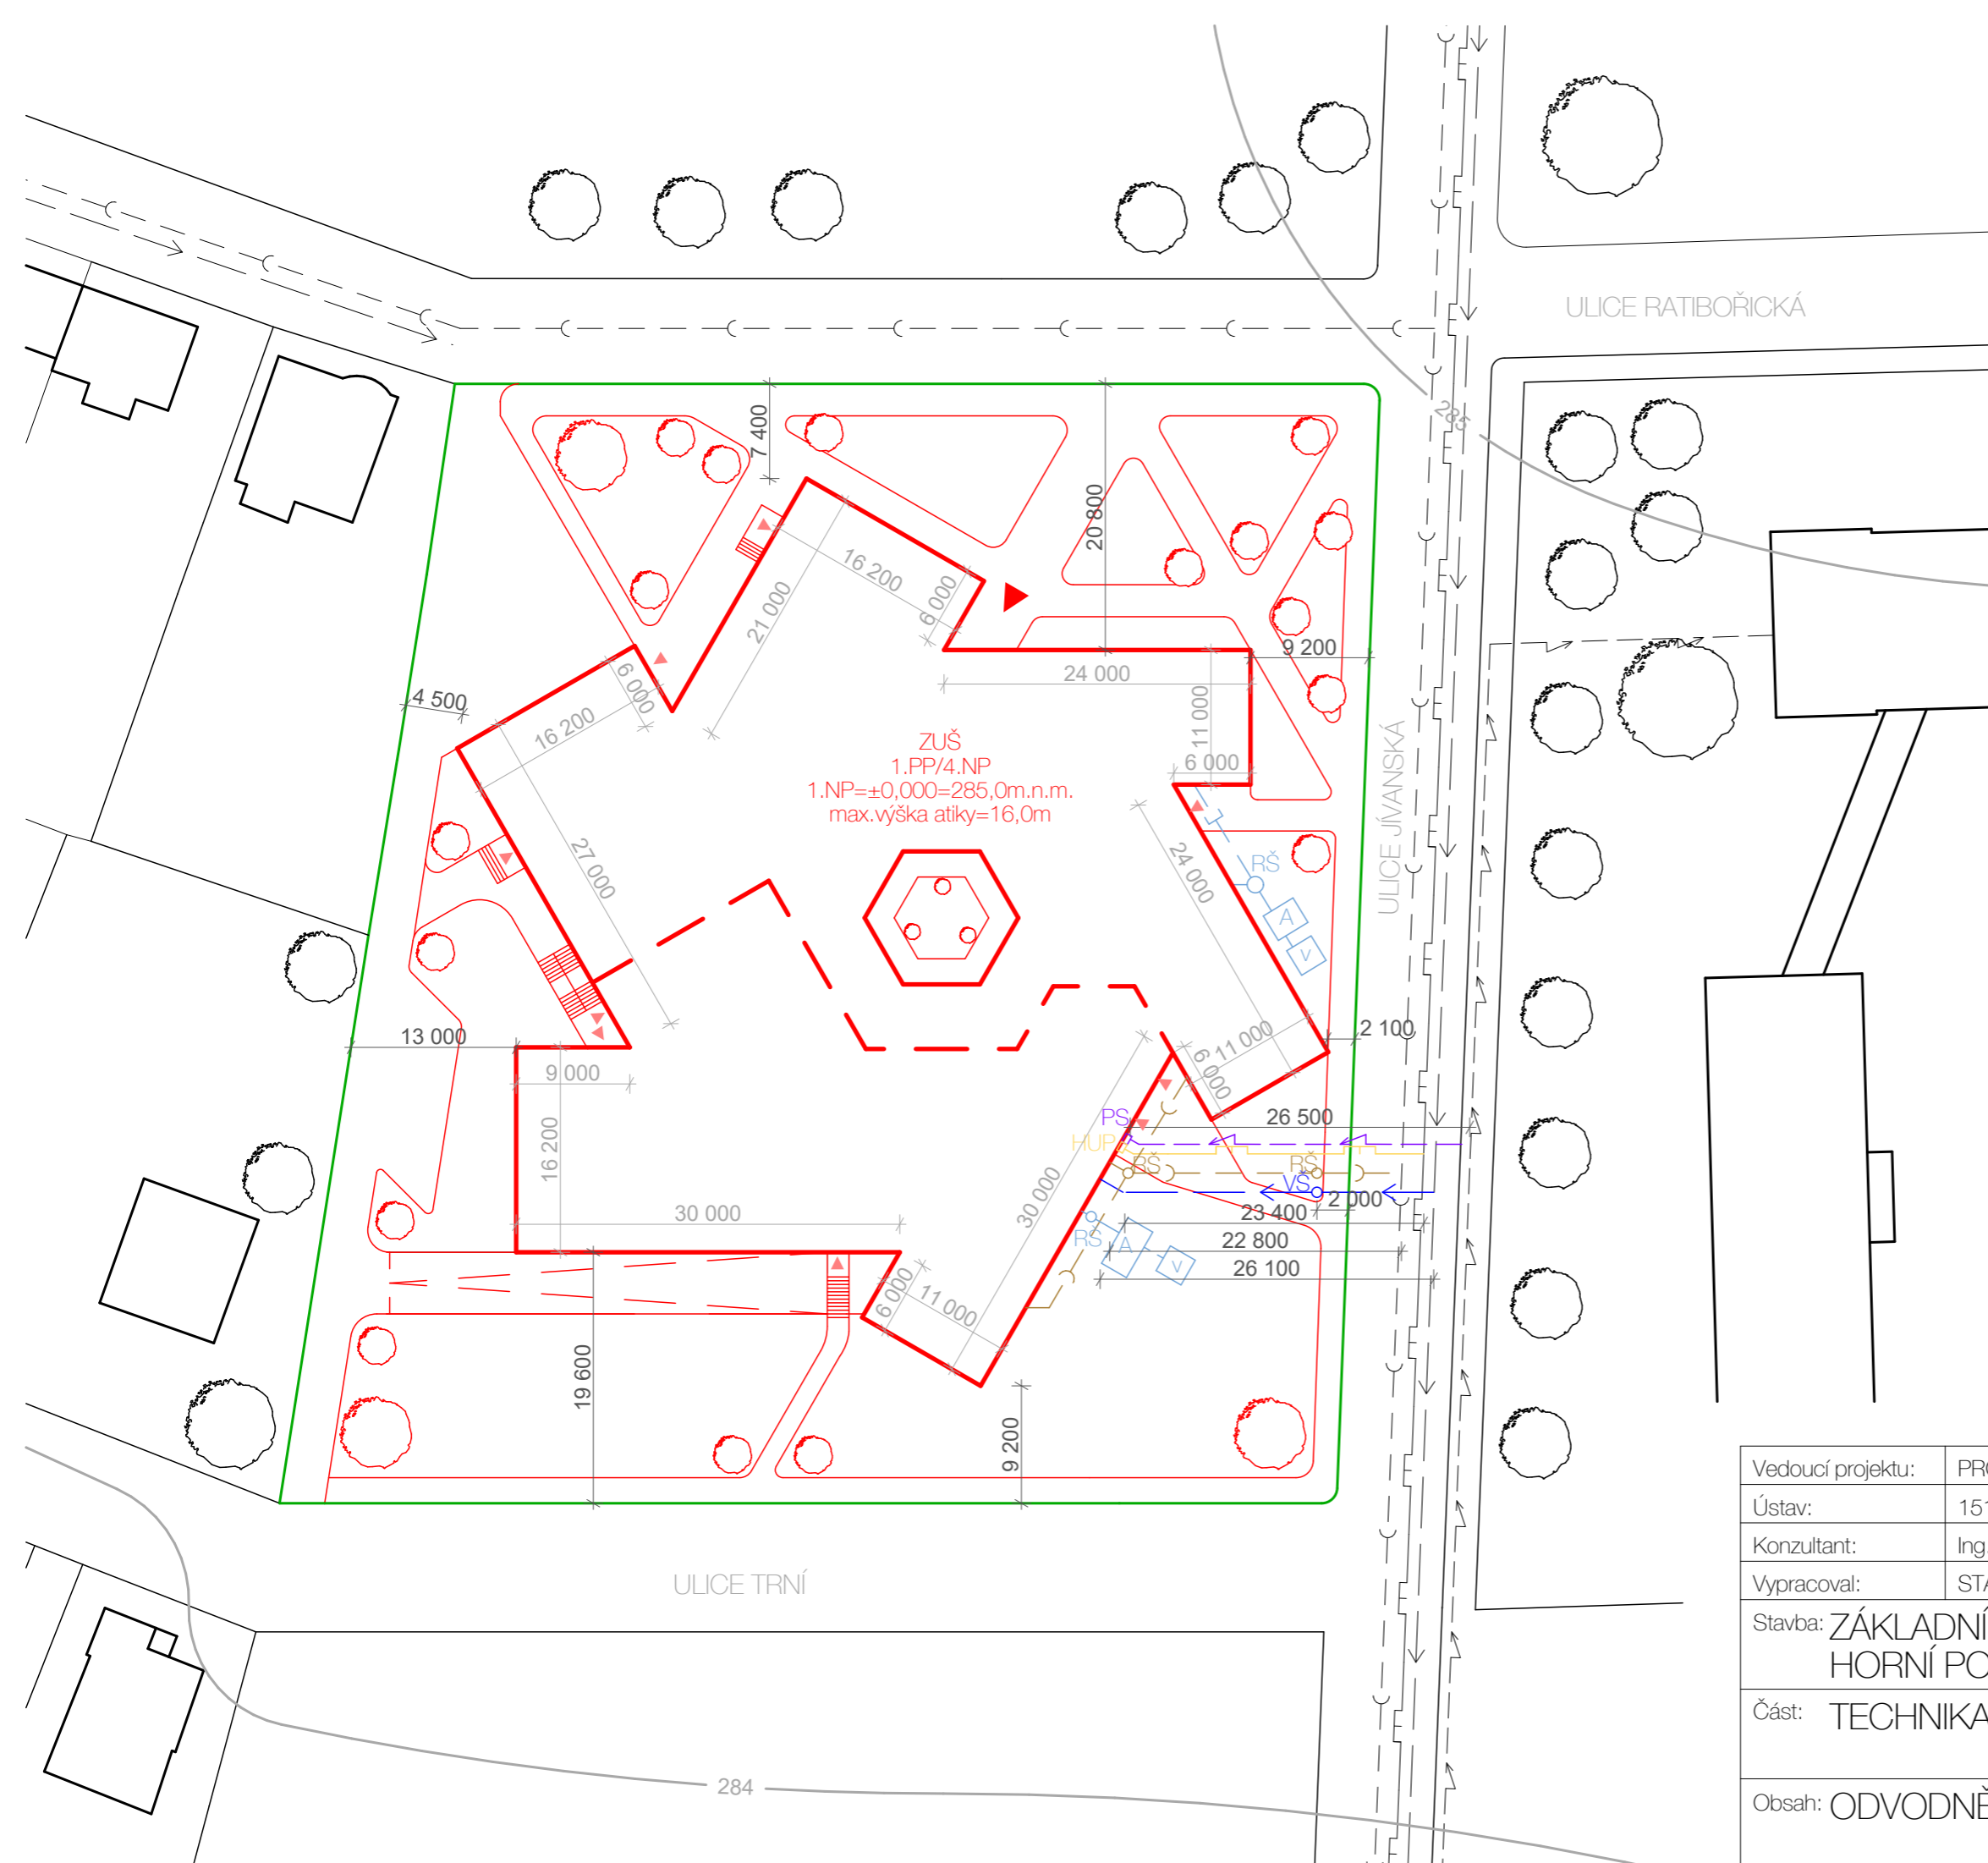 ULICE RATIBOŘICKÁ
285
7 400
20 800
16 200
6 000
21 000
9 200
24 000
11 000
6 000
6 000
16 200
4 500
ZUŠ
1.PP/4.NP
1.NP=±0,000=285,0m.n.m.
max.výška atiky=16,0m
ULICE JÍVANSKÁ
27 000
24 000
RŠ
A
V
13 000
9 000
16 200
2 100
11 000
6 000
PS
26 500
HUP
RŠ
RŠ
VŠ
2 000
30 000
30 000
23 400
RŠ
A
V
22 800
26 100
6 000
11 000
19 600
9 200
ULICE TRNÍ
284
Vedoucí projektu:
Ústav:
Konzultant:
Vypracoval:
Stavba: ZÁKLADNÍ
HORNÍ
Část: TECHNIKA
Obsah: